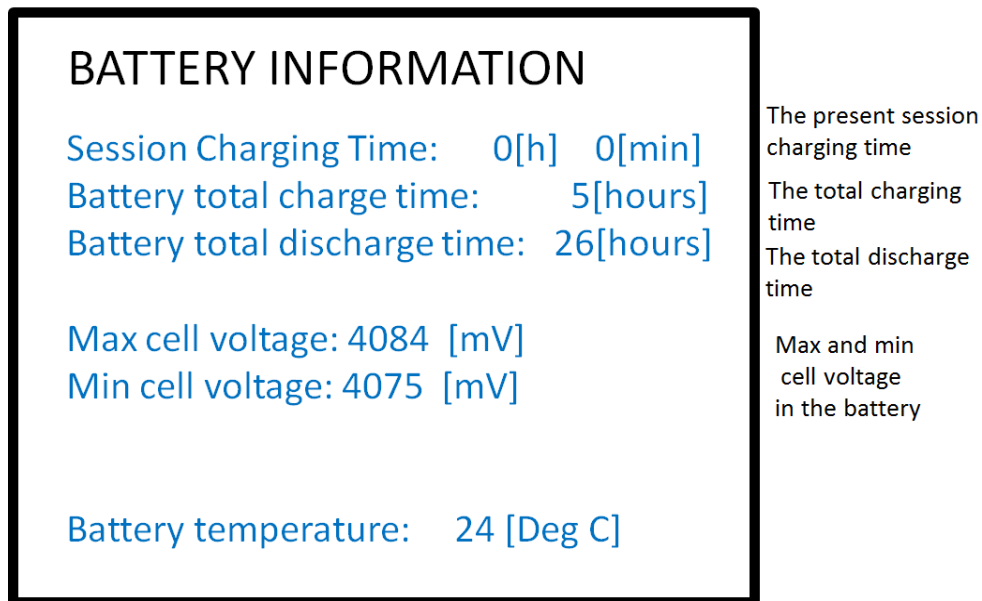 BATTERY INFORMATION
Session Charging Time: 0[h] 0[min]
Battery total charge time: 5[hours]
Battery total discharge time: 26[hours]
Max cell voltage: 4084 [mV]
Min cell voltage: 4075 [mV]
Battery temperature: 24 [Deg C]
The present session
charging time
The total charging
time
The total discharge
time
Max and min
cell voltage
in the battery